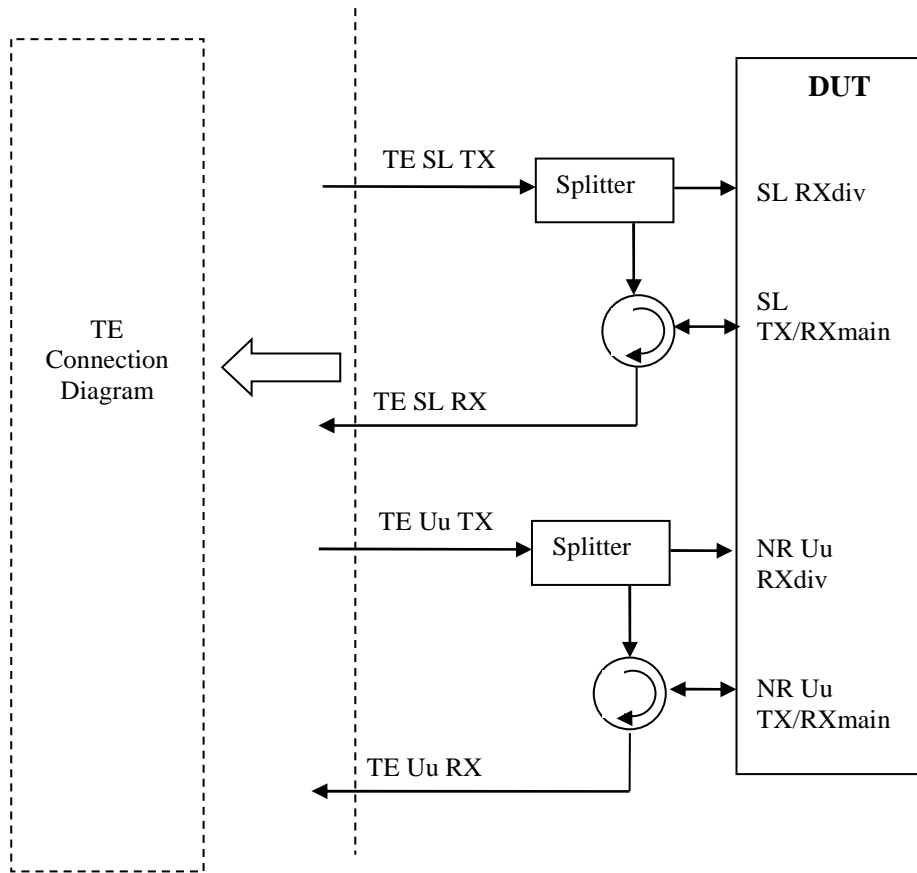 DUT
TE SL TX
Splitter
SL RXdiv
SL
TX/RXmain
TE
Connection
Diagram
TE SL RX
TE Uu TX
Splitter
NR Uu
RXdiv
NR Uu
TX/RXmain
TE Uu RX